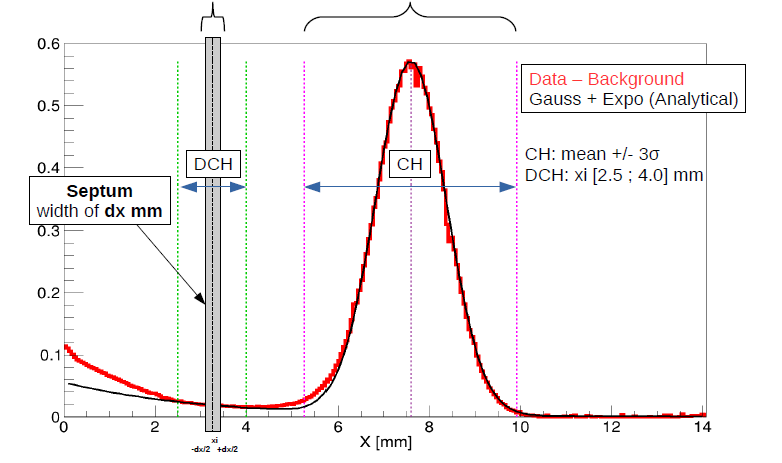 0.6
0.5
0.4
0.3
0.2
0.1
0
Data – Background
Gauss + Expo (Analytical)
CH: mean +/- 3σ
DCH: xi [2.5 ; 4.0] mm
DCH
CH
Septum
width of dx mm
0 2 4 6 8 10 12 14
xi
-dx/2 +dx/2
X [mm]